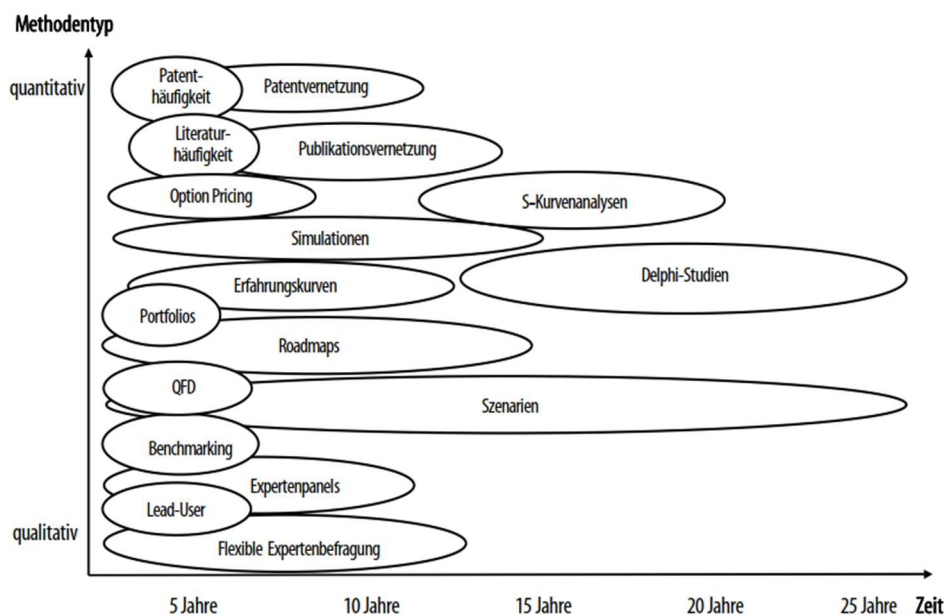 Methodentyp
quantitativ
Patent-
häufigkeit
Patentvernetzung
Literatur-
häufigkeit
Publikationsvernetzung
Option Pricing
S-Kurvenanalysen
Simulationen
Delphi-Studien
Erfahrungskurven
Portfolios
Roadmaps
QFD
Szenarien
Benchmarking
Expertenpanels
Lead-User
qualitativ
Flexible Expertenbefragung
5 Jahre 10 Jahre 15 Jahre 20 Jahre 25 Jahre Zeit